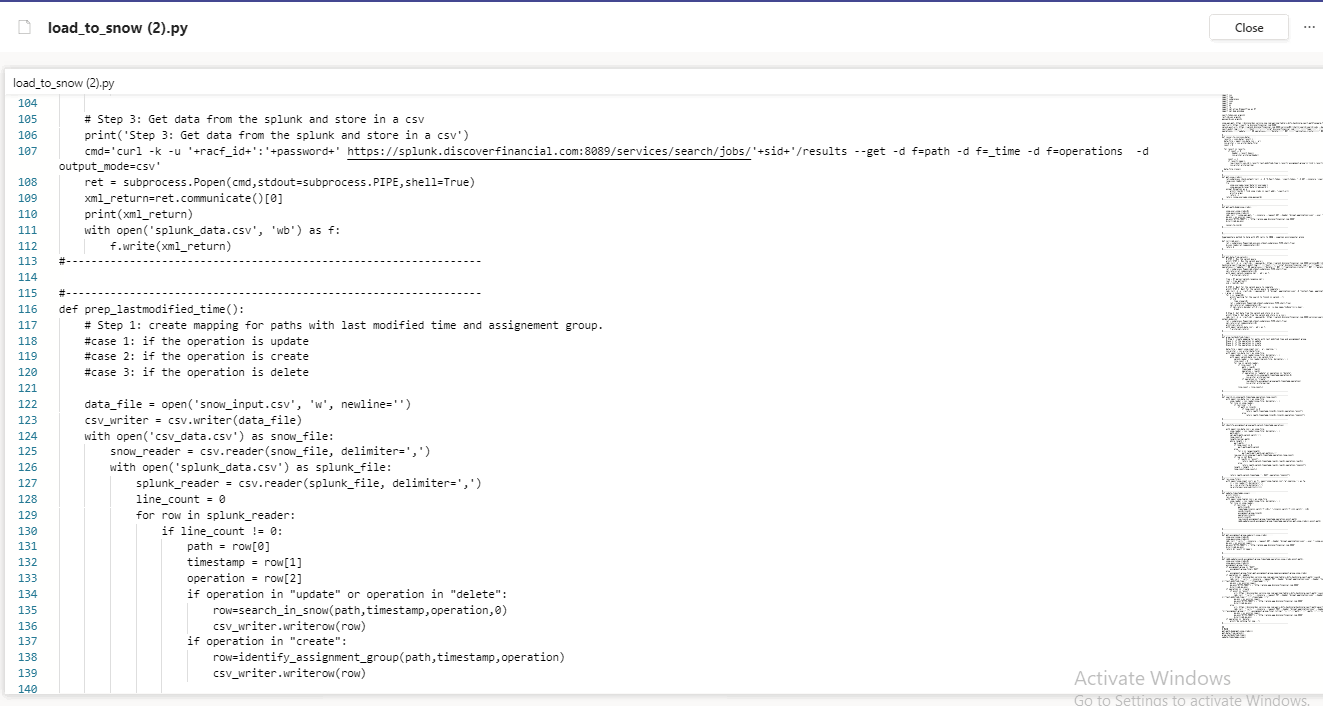 load_to_snow (2).py
Close
load_to_snow (2).py
104
105 # Step 3: Get data from the splunk and store in a csv
106 print('Step 3: Get data from the splunk and store in a csv')
107 cmd='curl -k -u '+racf_id+':'+password+' https://splunk.discoverfinancial.com:8089/services/search/jobs/'+sid+'/results --get -d f=path -d f=_time -d f=operations -d
output_mode=csv'
108 ret = subprocess.Popen(cmd,stdout=subprocess.PIPE,shell=True)
109 xml_return=ret.communicate()[0]
110 print(xml_return)
111 with open('splunk_data.csv', 'wb') as f:
112 f.write(xml_return)
113 #-----------------------------------------------------------------
114
115 #-----------------------------------------------------------------
116 def prep_lastmodified_time():
117 # Step 1: create mapping for paths with last modified time and assignement group.
118 #case 1: if the operation is update
119 #case 2: if the operation is create
120 #case 3: if the operation is delete
121
122 data_file = open('snow_input.csv', 'w', newline='')
123 csv_writer = csv.writer(data_file)
124 with open('csv_data.csv') as snow_file:
125 snow_reader = csv.reader(snow_file, delimiter=',')
126 with open('splunk_data.csv') as splunk_file:
127 splunk_reader = csv.reader(splunk_file, delimiter=',')
128 line_count = 0
129 for row in splunk_reader:
130 if line_count != 0:
131 path = row[0]
132 timestamp = row[1]
133 operation = row[2]
134 if operation in "update" or operation in "delete":
135 row=search_in_snow(path,timestamp,operation,0)
136 csv_writer.writerow(row)
137 if operation in "create":
138 row=identify_assignment_group(path,timestamp,operation)
139 csv_writer.writerow(row)
140
Activate Windows
Go to Settings to activate Windows.